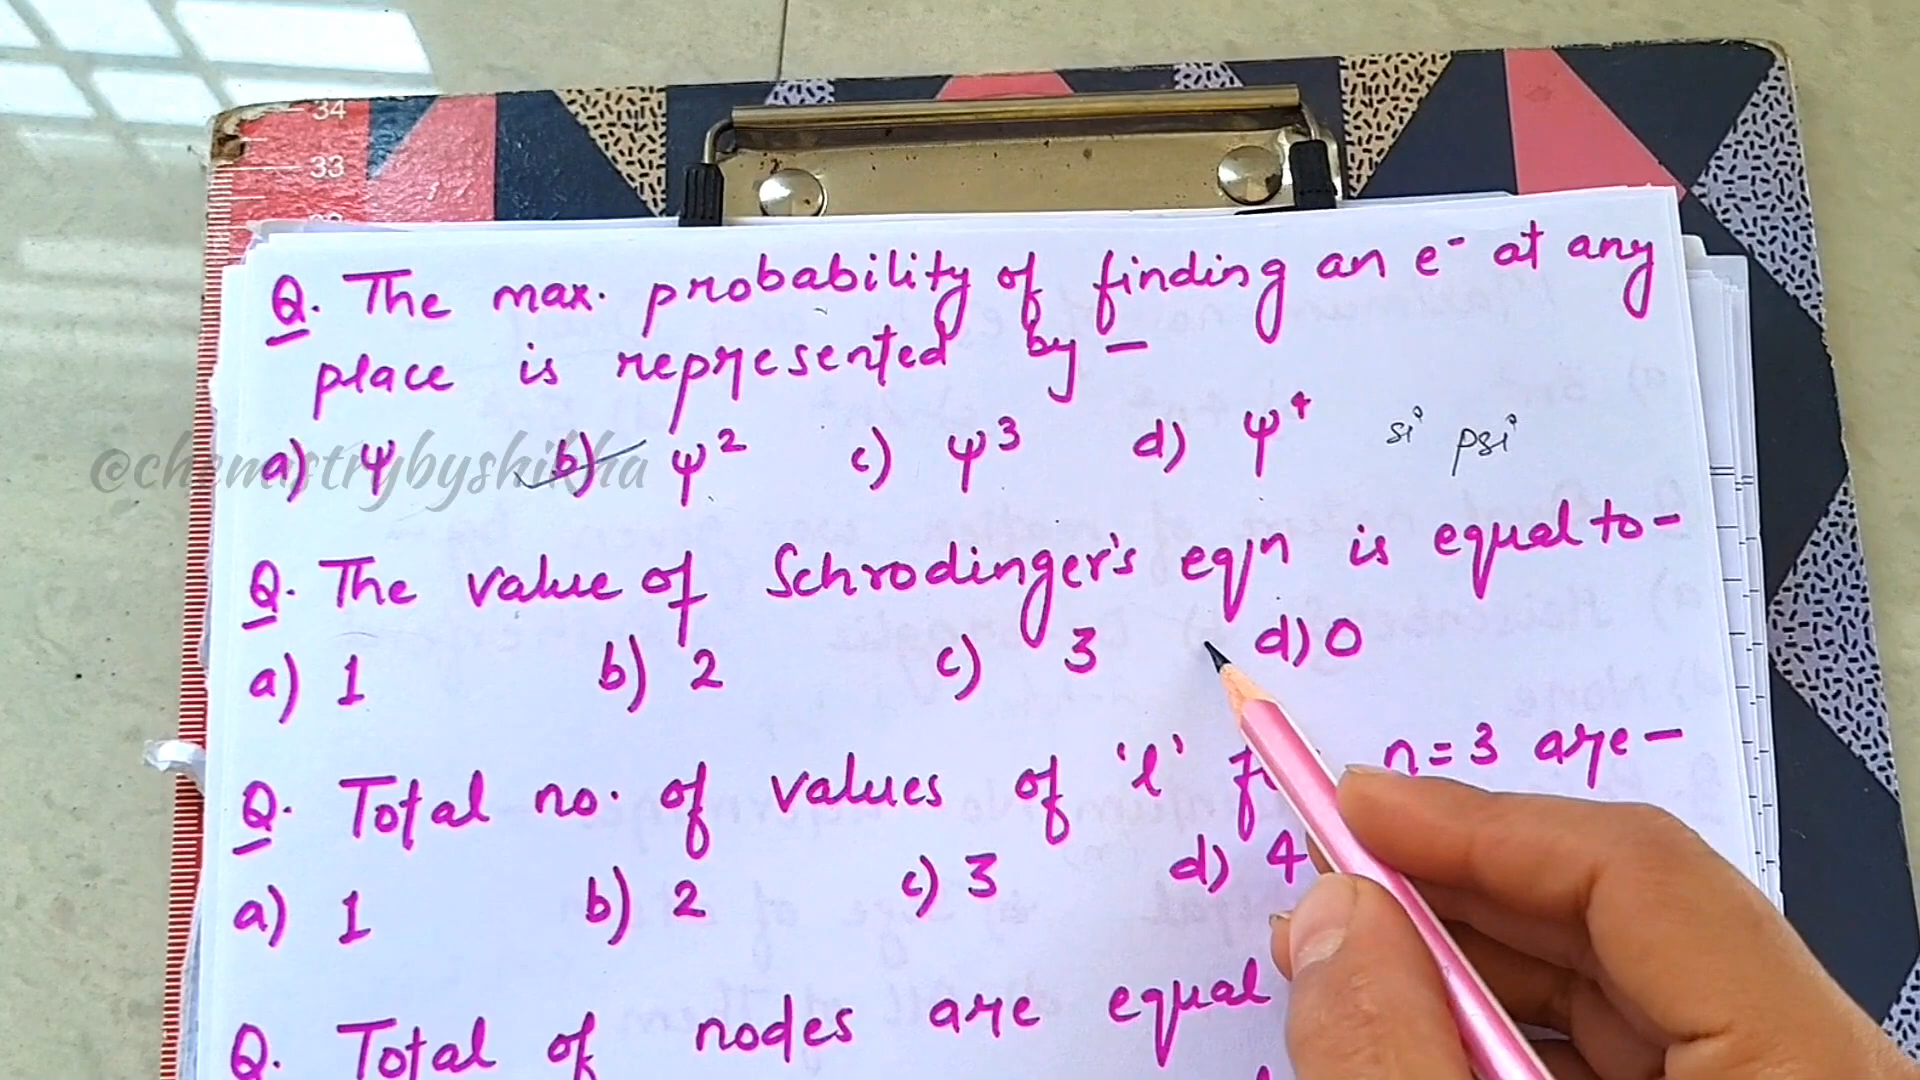 34
33
Q. The max. probability of finding an e⁻ at any
place is represented by –
a) ψ b) ψ² c) ψ³ d) ψ⁴ si psi
@chemistrybyshikha
Q. The value of Schrodinger's eqⁿ is equal to –
a) 1 b) 2 c) 3 d) 0
Q. Total no. of values of 'l' n = 3 are –
a) 1 b) 2 c) 3 d) 4
Q. Total of nodes are equal